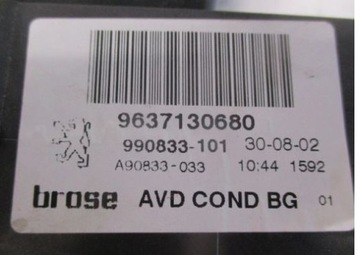 9637130680
990833-101 30-08-02
A90833-033 10:44 1592
brose AVD COND BG 01